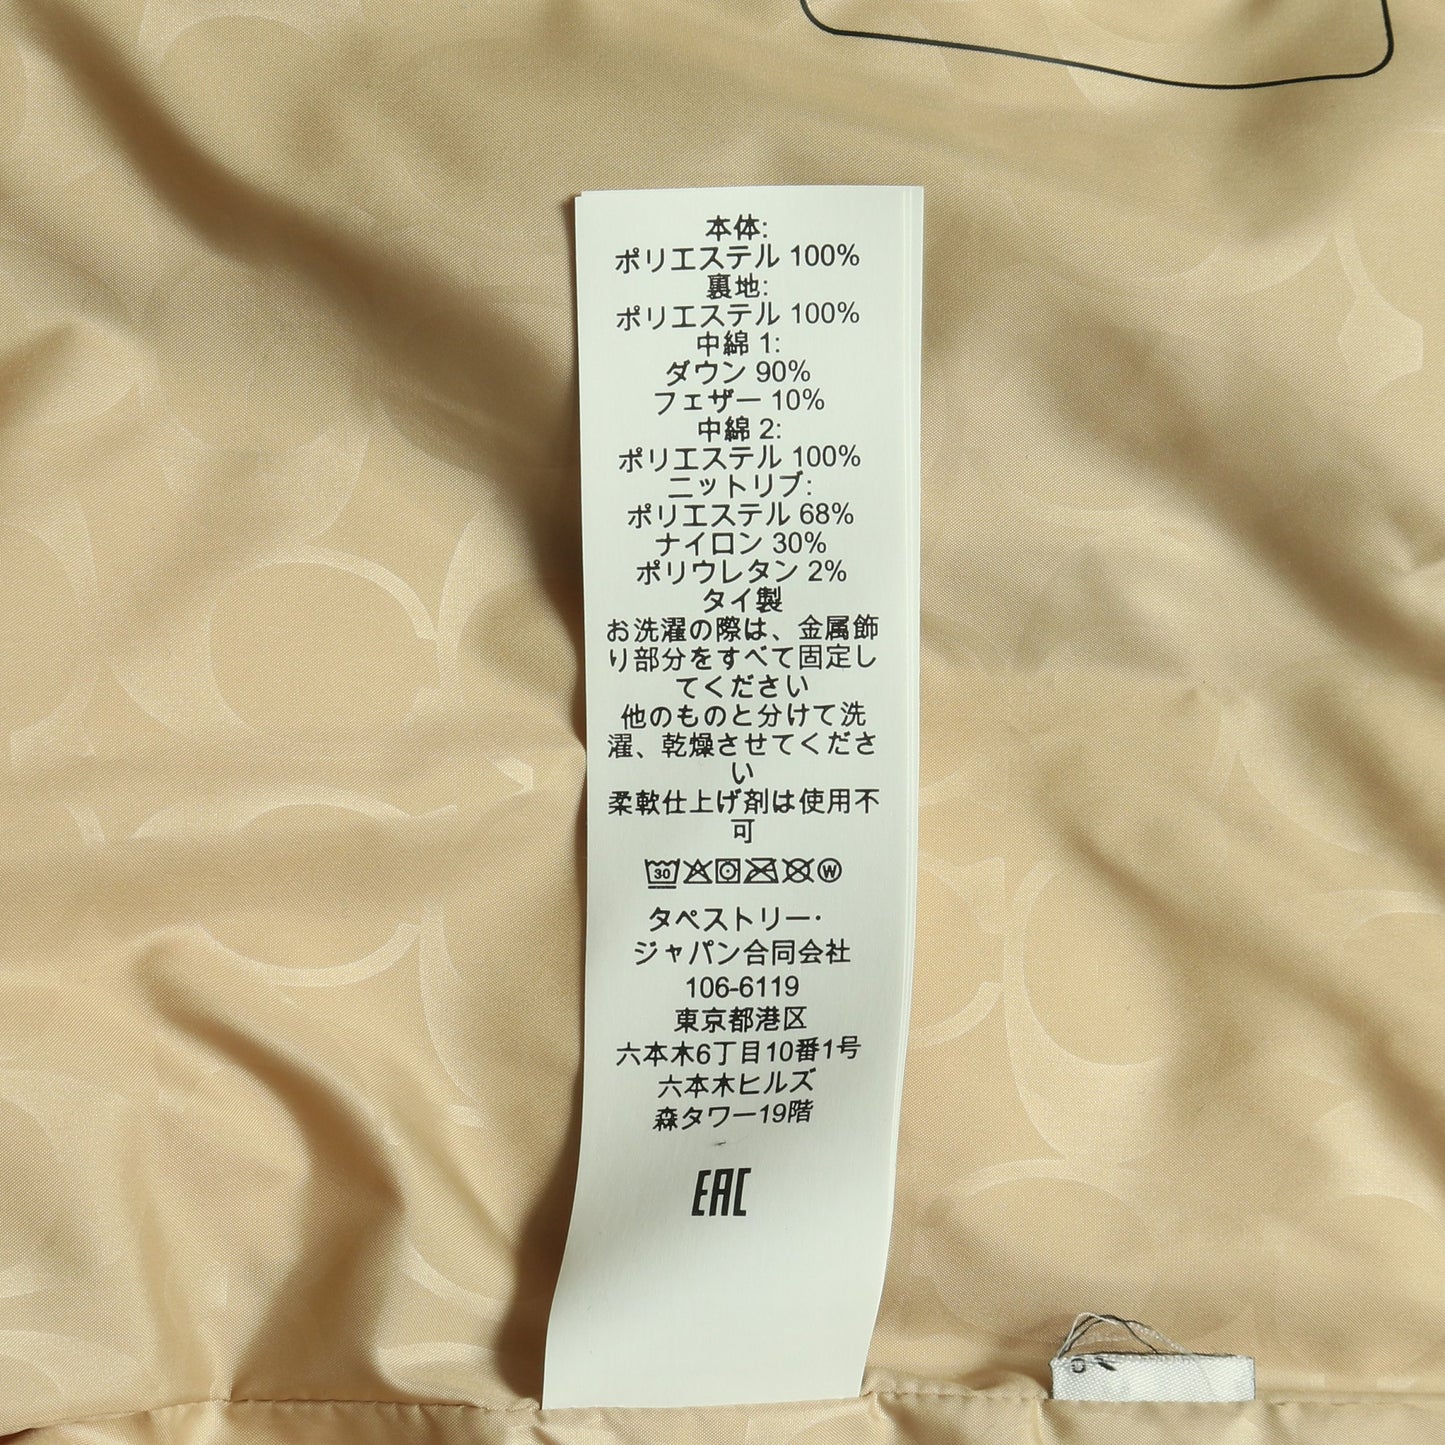 本体:
ポリエステル 100%
裏地:
ポリエステル 100%
中綿 1:
ダウン 90%
フェザー 10%
中綿 2:
ポリエステル 100%
ニットリブ:
ポリエステル 68%
ナイロン 30%
ポリウレタン 2%
タイ製
お洗濯の際は、金属飾
り部分をすべて固定し
てください
他のものと分けて洗
濯、乾燥させてくださ
い
柔軟仕上げ剤は使用不
可
30 W
タペストリー・
ジャパン合同会社
106-6119
東京都港区
六本木6丁目10番1号
六本木ヒルズ
森タワー19階
EAC